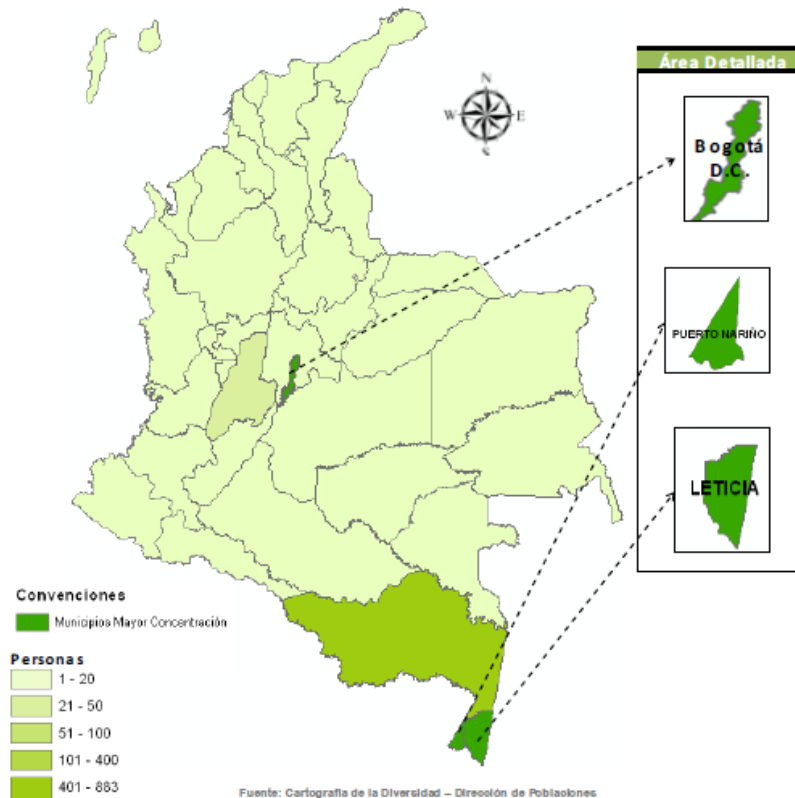 Área Detallada
N
W
E
S
Bogotá
D.C.
PUERTO NARIÑO
LETICIA
Convenciones
Municipios Mayor Concentración
Personas
1 - 20
21 - 50
51 - 100
101 - 400
401 - 883
Fuente: Cartografía de la Diversidad – Dirección de Poblaciones